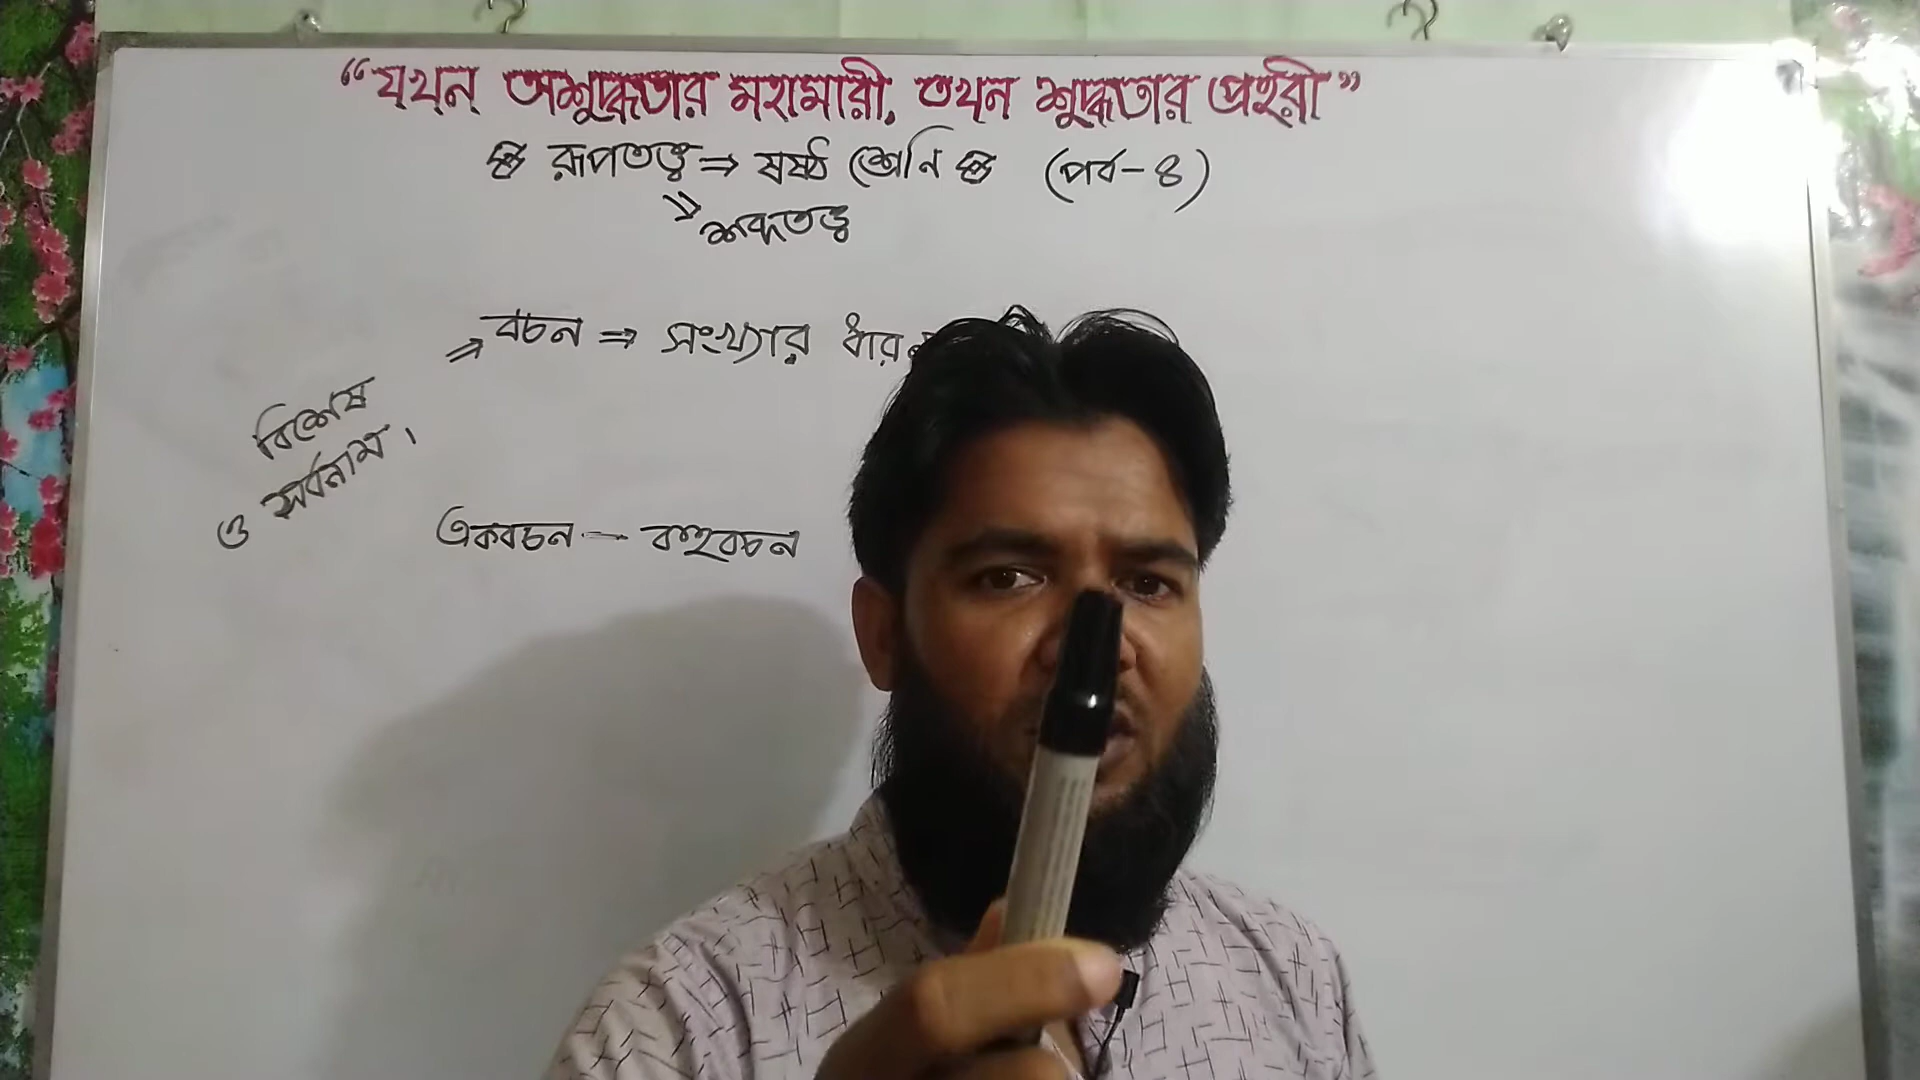 “যখন অশুদ্ধতার মহামারী, তখন শুদ্ধতার প্রহরী”
রূপতত্ত্ব ⇒ ষষ্ঠ শ্রেনি (পর্ব-৪)
⇒ শব্দতত্ত্ব
⇒ বচন ⇒ সংখ্যার
বিশেষ
ও সর্বনাম।
একবচন — বহুবচন